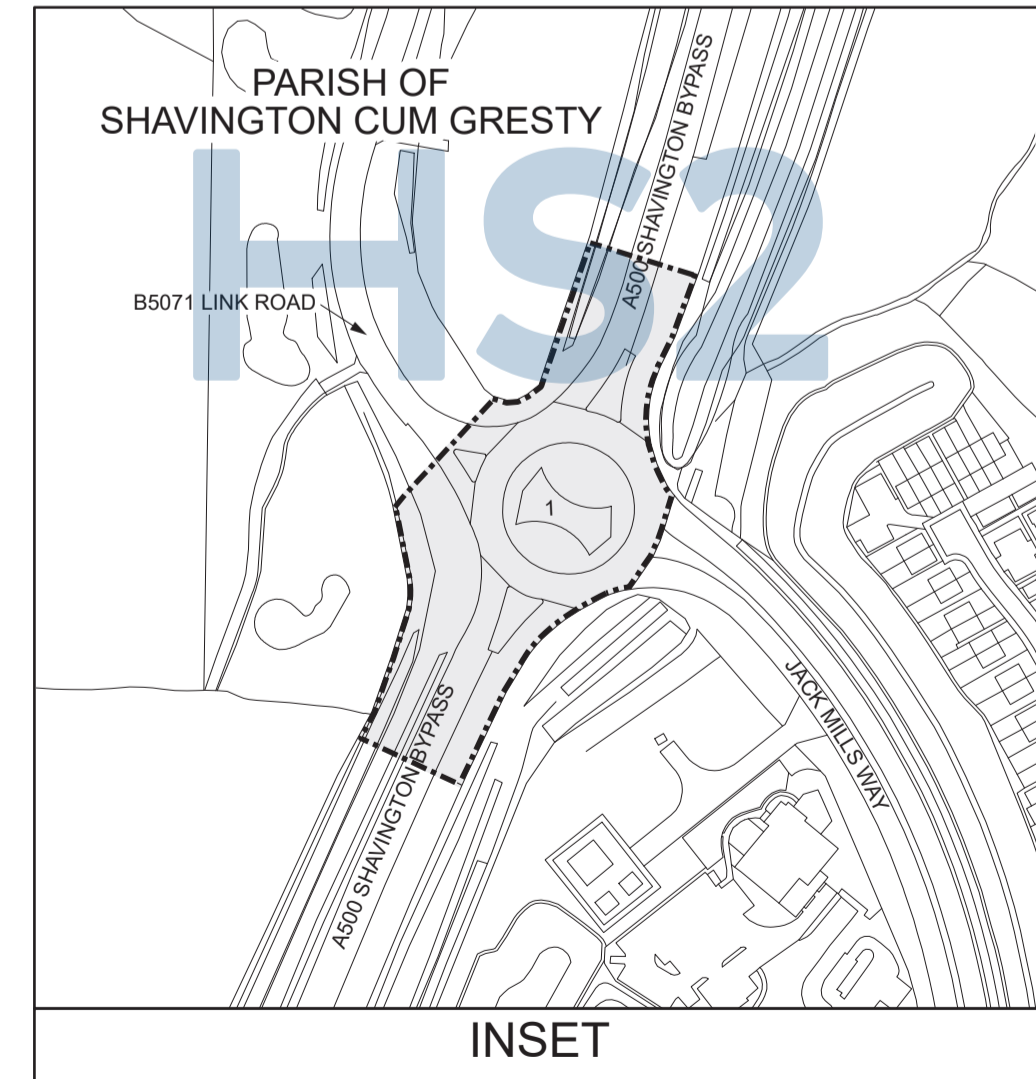 PARISH OF
SHAVINGTON CUM GRESTY
HS2
A500 SHAVINGTON BYPASS
B5071 LINK ROAD
1
JACK MILLS WAY
A500 SHAVINGTON BYPASS
INSET